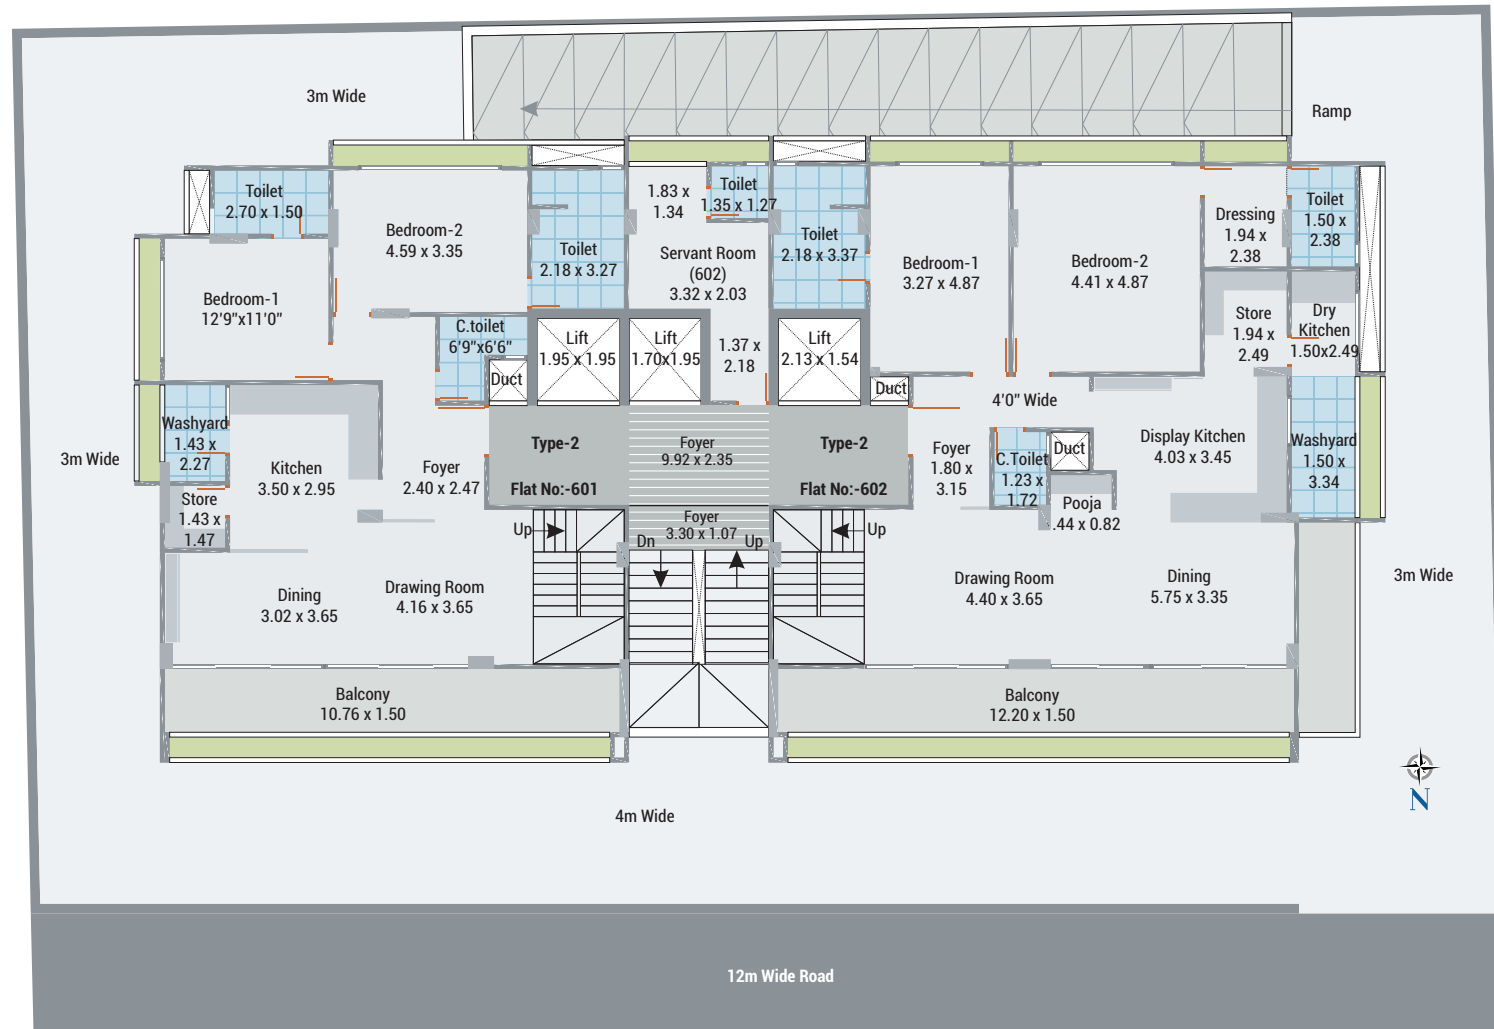 3m Wide
Ramp
Toilet
2.70 x 1.50
Bedroom-2
4.59 x 3.35
Toilet
2.18 x 3.27
1.83 x
1.34
Toilet
1.35 x 1.27
Servant Room
(602)
3.32 x 2.03
Toilet
2.18 x 3.37
Bedroom-1
3.27 x 4.87
Bedroom-2
4.41 x 4.87
Dressing
1.94 x
2.38
Toilet
1.50 x
2.38
Bedroom-1
12'9"x11'0"
C.toilet
6'9"x6'6"
Duct
Lift
1.95 x 1.95
Lift
1.70x1.95
1.37 x
2.18
Lift
2.13 x 1.54
Duct
4'0" Wide
Store
1.94 x
2.49
Dry
Kitchen
1.50x2.49
3m Wide
Washyard
1.43 x
2.27
Store
1.43 x
1.47
Kitchen
3.50 x 2.95
Foyer
2.40 x 2.47
Type-2
Flat No:-601
Foyer
9.92 x 2.35
Type-2
Flat No:-602
Foyer
1.80 x
3.15
C.Toilet
1.23 x
1.72
Duct
Pooja
.44 x 0.82
Display Kitchen
4.03 x 3.45
Washyard
1.50 x
3.34
Up
Foyer
3.30 x 1.07
Dn
Up
Up
Dining
3.02 x 3.65
Drawing Room
4.16 x 3.65
Drawing Room
4.40 x 3.65
Dining
5.75 x 3.35
3m Wide
Balcony
10.76 x 1.50
Balcony
12.20 x 1.50
N
4m Wide
12m Wide Road